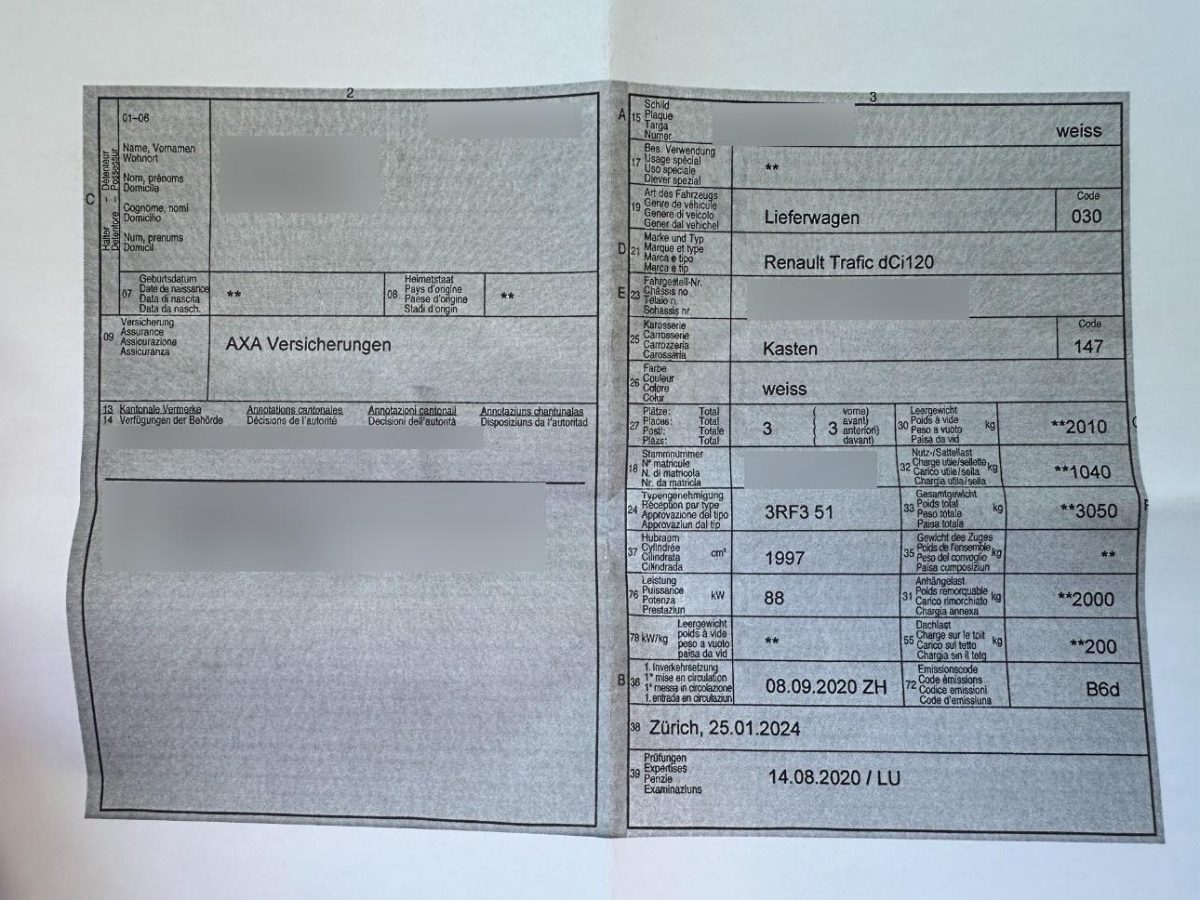 2
01–06
Name, Vornamen
Wohnort
Nom, prénoms
Domicile
Cognome, nomi
Domicilio
Num, prenums
Domicil
C
Halter – Détenteur
Detentore – Possessur
07
Geburtsdatum
Date de naissance
Data di nascita
Data da nasch.
**
08
Heimatstaat
Pays d'origine
Paese d'origine
Stadi d'origin
**
09
Versicherung
Assurance
Assicurazione
Assicuranza
AXA Versicherungen
13 Kantonale Vermerke Annotations cantonales Annotazioni cantonali Annotaziuns chantunalas
14 Verfügungen der Behörde Décisions de l'autorité Decisioni dell'autorità Disposiziuns da l'autoritad
3
A 15
Schild
Plaque
Targa
Numer
weiss
17
Bes. Verwendung
Usage spécial
Uso speciale
Diever spezial
**
19
Art des Fahrzeugs
Genre de véhicule
Genere di veicolo
Gener dal vehichel
Lieferwagen
Code
030
D 21
Marke und Typ
Marque et type
Marca e tipo
Marca e tip
Renault Trafic dCi120
E 23
Fahrgestell-Nr.
Châssis no
Telaio n.
Schassis nr.
25
Karosserie
Carrosserie
Carrozzeria
Carossaria
Kasten
Code
147
26
Farbe
Couleur
Colore
Colur
weiss
27
Plätze: Total
Places: Total
Posti: Totale
Plazs: Total
3
( vorne)
3 avant)
( anteriori)
davant)
30
Leergewicht
Poids à vide
Peso a vuoto
Paisa da vid
kg
**2010
18
Stammnummer
N° matricule
N. di matricola
Nr. da matricla
32
Nutz-/Sattellast
Charge utile/sellette
Carico utile/sella
Chargia utila/sella
kg
**1040
24
Typengenehmigung
Réception par type
Approvazione del tipo
Approvaziun dal tip
3RF3 51
33
Gesamtgewicht
Poids total
Peso totale
Paisa totala
kg
**3050
37
Hubraum
Cylindrée
Cilindrata
Cilindrada
cm³
1997
35
Gewicht des Zuges
Poids de l'ensemble
Peso del convoglio
Paisa cumposiziun
kg
**
76
Leistung
Puissance
Potenza
Prestaziun
kW
88
31
Anhängelast
Poids remorquable
Carico rimorchiato
Chargia annexa
kg
**2000
78 kW/kg
Leergewicht
poids à vide
peso a vuoto
paisa da vid
**
55
Dachlast
Charge sur le toit
Carico sul tetto
Chargia sin il tetg
kg
**200
B 36
1. Inverkehrsetzung
1re mise en circulation
1a messa in circolazione
1. entrada en circulaziun
08.09.2020 ZH
72
Emissionscode
Code émissions
Codice emissioni
Code d'emissiuns
B6d
38 Zürich, 25.01.2024
39
Prüfungen
Expertises
Perizie
Examinaziuns
14.08.2020 / LU